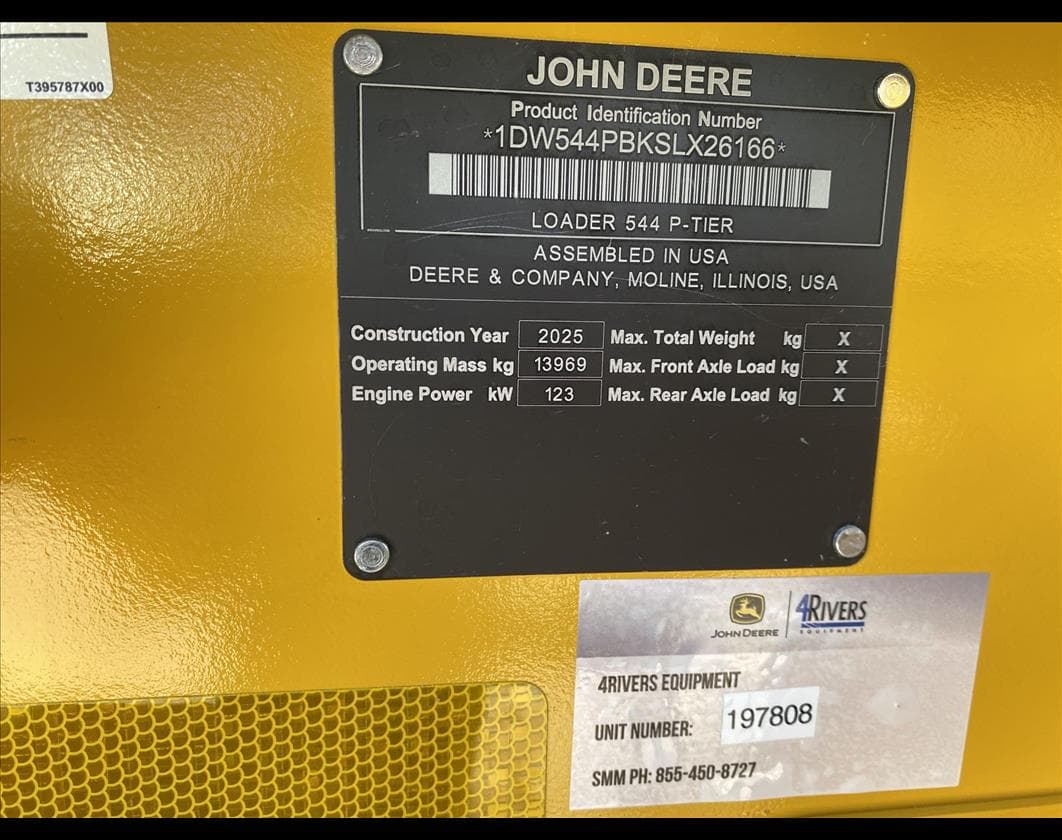 T395787X00
JOHN DEERE
Product Identification Number
*1DW544PBKSLX26166*
LOADER 544 P-TIER
ASSEMBLED IN USA
DEERE & COMPANY, MOLINE, ILLINOIS, USA
Construction Year 2025 Max. Total Weight kg X
Operating Mass kg 13969 Max. Front Axle Load kg X
Engine Power kW 123 Max. Rear Axle Load kg X
JOHN DEERE 4RIVERS
EQUIPMENT
4RIVERS EQUIPMENT
UNIT NUMBER: 197808
SMM PH: 855-450-8727